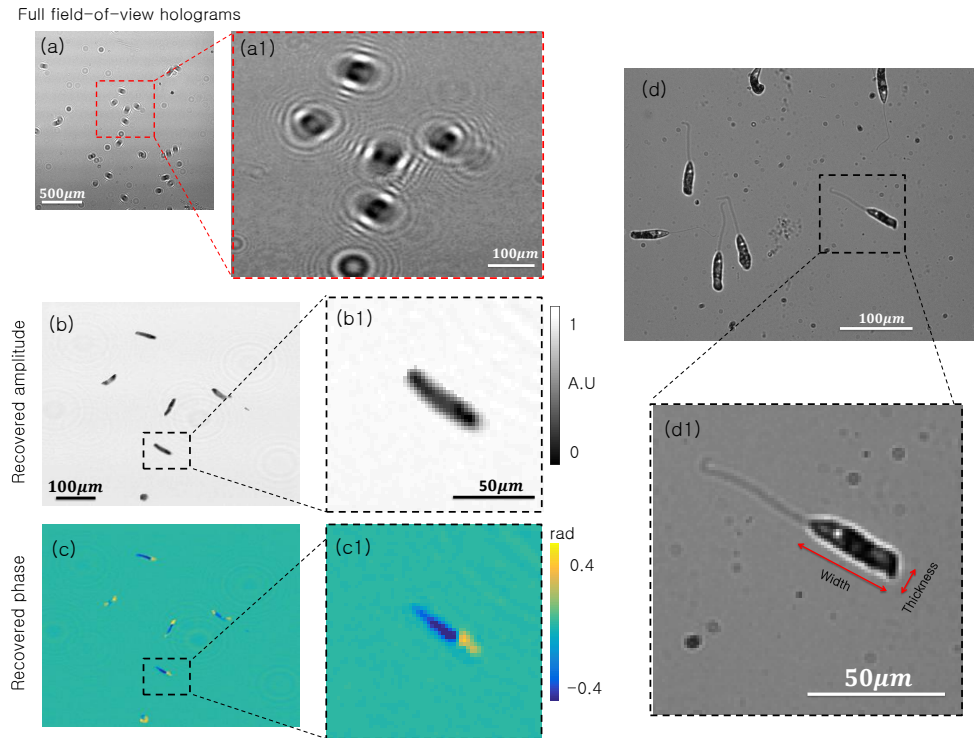 Full field-of-view holograms
(a)
500μm
(a1)
100μm
Recovered amplitude
(b)
100μm
(b1)
50μm
1
A.U
0
Recovered phase
(c)
(c1)
rad
0.4
−0.4
(d)
100μm
(d1)
Width
Thickness
50μm